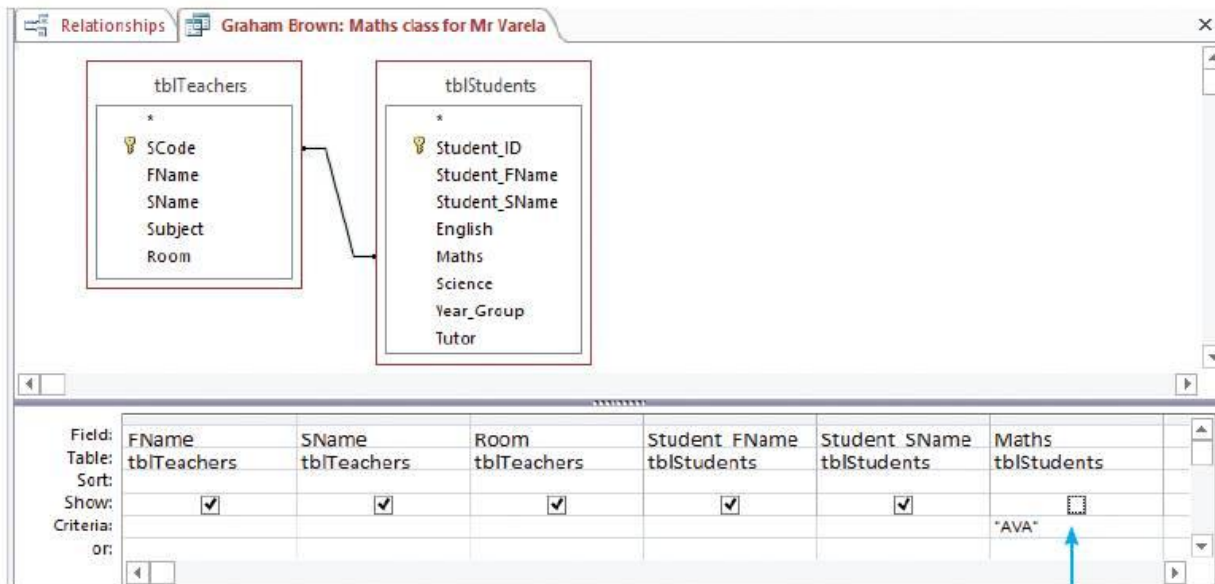 Relationships Graham Brown: Maths class for Mr Varela
tblTeachers
*
SCode
FName
SName
Subject
Room
tblStudents
*
Student_ID
Student_FName
Student_SName
English
Maths
Science
Year_Group
Tutor
Field: FName SName Room Student_FName Student_SName Maths
Table: tblTeachers tblTeachers tblTeachers tblStudents tblStudents tblStudents
Sort:
Show:
Criteria: "AVA"
or: